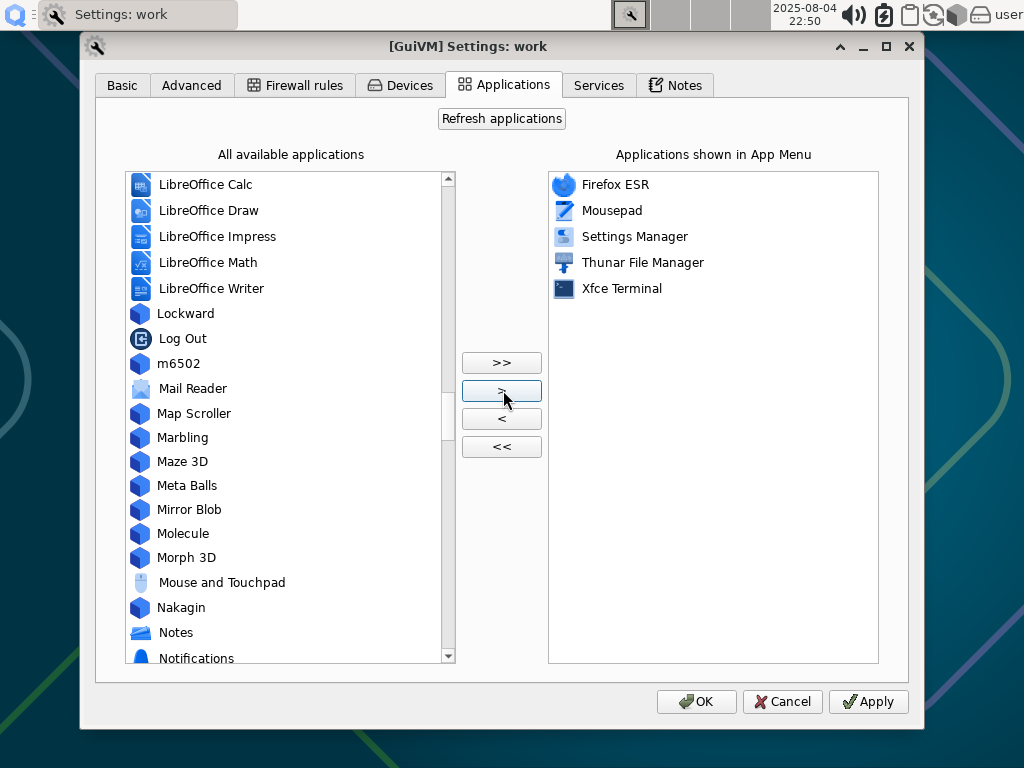 Settings: work
2025-08-04
22:50
user
[GuiVM] Settings: work
Basic
Advanced
Firewall rules
Devices
Applications
Services
Notes
Refresh applications
All available applications
Applications shown in App Menu
LibreOffice Calc
LibreOffice Draw
LibreOffice Impress
LibreOffice Math
LibreOffice Writer
Lockward
Log Out
m6502
Mail Reader
Map Scroller
Marbling
Maze 3D
Meta Balls
Mirror Blob
Molecule
Morph 3D
Mouse and Touchpad
Nakagin
Notes
Notifications
>>
>
<
<<
Firefox ESR
Mousepad
Settings Manager
Thunar File Manager
Xfce Terminal
OK
Cancel
Apply